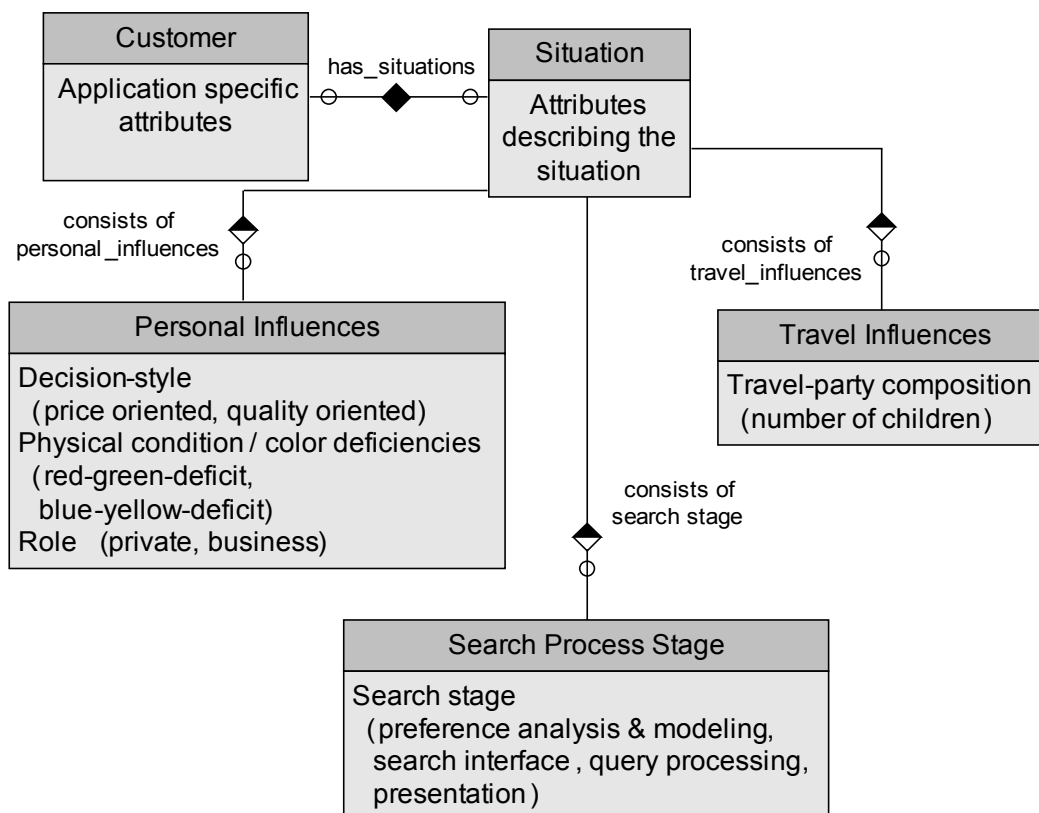 Customer
Application specific
attributes
has_situations
Situation
Attributes
describing the
situation
consists of
personal_influences
consists of
travel_influences
Personal Influences
Decision-style
(price oriented, quality oriented)
Physical condition / color deficiencies
(red-green-deficit,
blue-yellow-deficit)
Role (private, business)
Travel Influences
Travel-party composition
(number of children)
consists of
search stage
Search Process Stage
Search stage
(preference analysis & modeling,
search interface, query processing,
presentation)